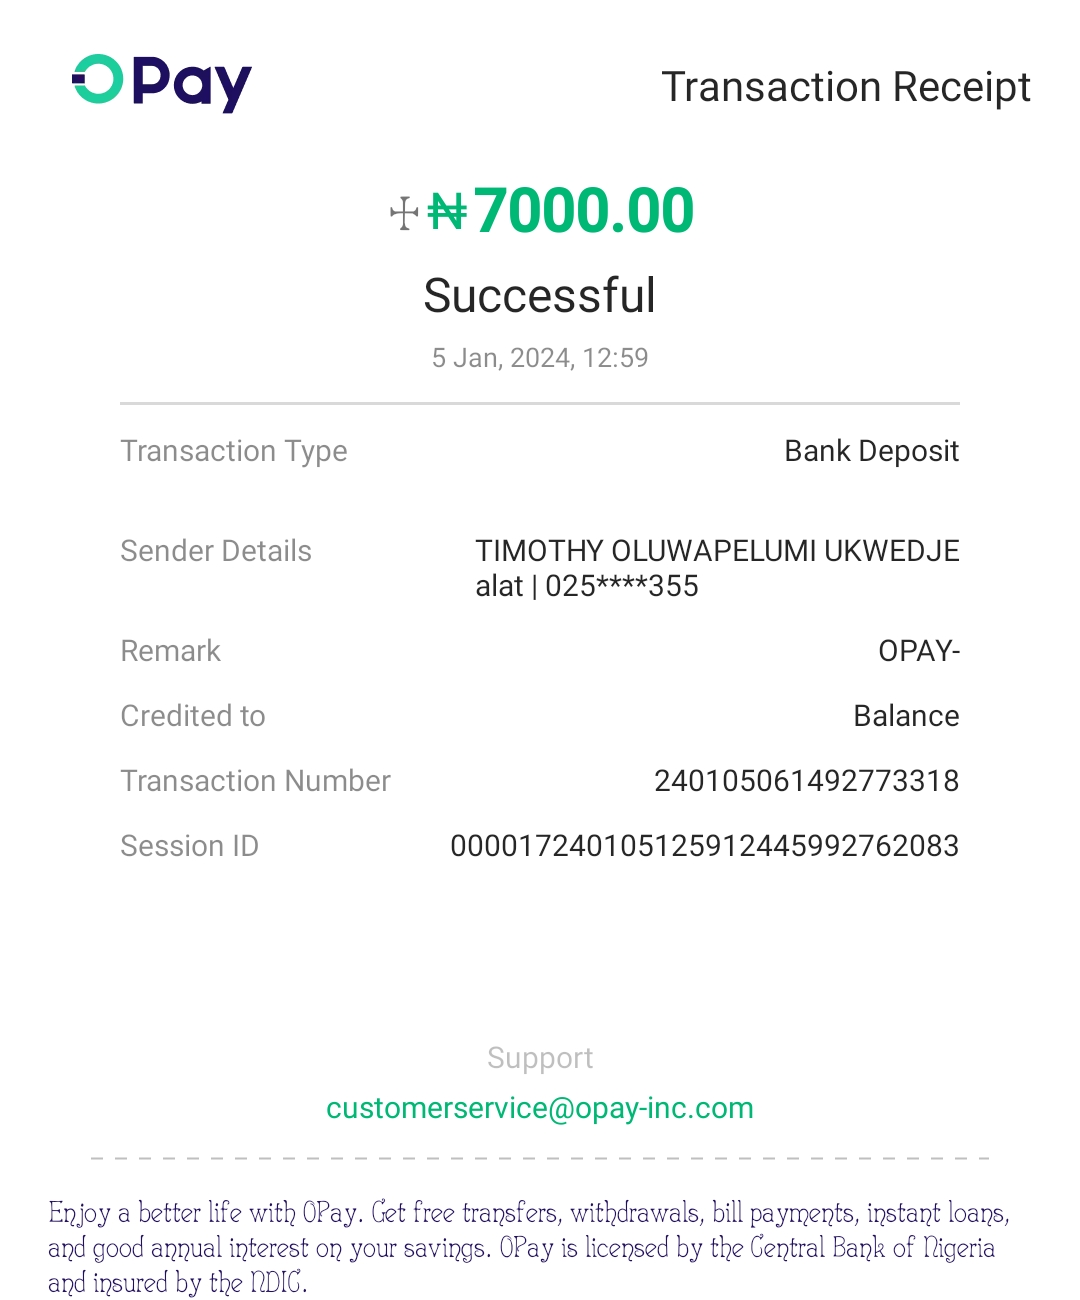 OPay
Transaction Receipt
₦7000.00
Successful
5 Jan, 2024, 12:59
Transaction Type Bank Deposit
Sender Details TIMOTHY OLUWAPELUMI UKWEDJE
alat | 025****355
Remark OPAY-
Credited to Balance
Transaction Number 240105061492773318
Session ID 000017240105125912445992762083
Support
customerservice@opay-inc.com
Enjoy a better life with OPay. Get free transfers, withdrawals, bill payments, instant loans,
and good annual interest on your savings. OPay is licensed by the Central Bank of Nigeria
and insured by the NDIC.